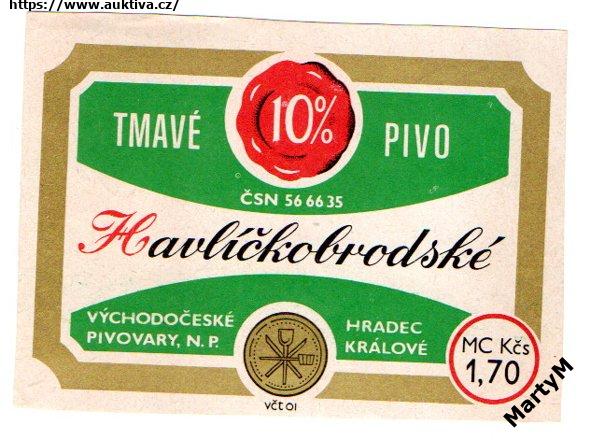 https://www.auktiva.cz/
TMAVÉ 10% PIVO
ČSN 56 66 35
Havlíčkobrodské
VÝCHODOČESKÉ
PIVOVARY, N. P.
HRADEC
KRÁLOVÉ
MC Kčs
1,70
včt 01
MartyM